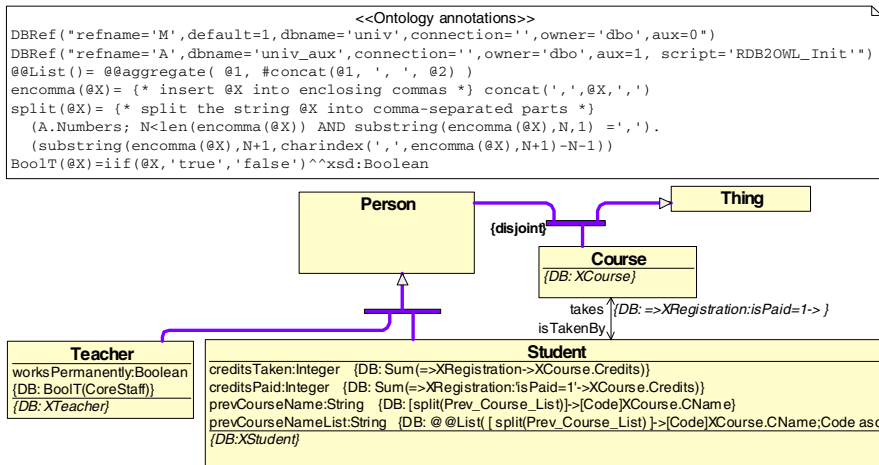 <<Ontology annotations>>
DBRef("refname='M',default=1,dbname='univ',connection='',owner='dbo',aux=0")
DBRef("refname='A',dbname='univ_aux',connection='',owner='dbo',aux=1, script='RDB2OWL_Init'")
@@List()= @@aggregate( @1, #concat(@1, ', ', @2) )
encomma(@X)= {* insert @X into enclosing commas *} concat(',',@X,',')
split(@X)= {* split the string @X into comma-separated parts *}
(A.Numbers; N<len(encomma(@X)) AND substring(encomma(@X),N,1) =',').
(substring(encomma(@X),N+1,charindex(',',encomma(@X),N+1)-N-1))
BoolT(@X)=iif(@X,'true','false')^^xsd:Boolean
Person
Thing
{disjoint}
Course
{DB: XCourse}
takes {DB: =>XRegistration:isPaid=1-> }
isTakenBy
Teacher
worksPermanently:Boolean
{DB: BoolT(CoreStaff)}
{DB: XTeacher}
Student
creditsTaken:Integer {DB: Sum(=>XRegistration->XCourse.Credits)}
creditsPaid:Integer {DB: Sum(=>XRegistration:'isPaid=1'->XCourse.Credits)}
prevCourseName:String {DB: [split(Prev_Course_List)]->[Code]XCourse.CName}
prevCourseNameList:String {DB: @@List( [ split(Prev_Course_List) ]->[Code]XCourse.CName;Code asc
{DB:XStudent}